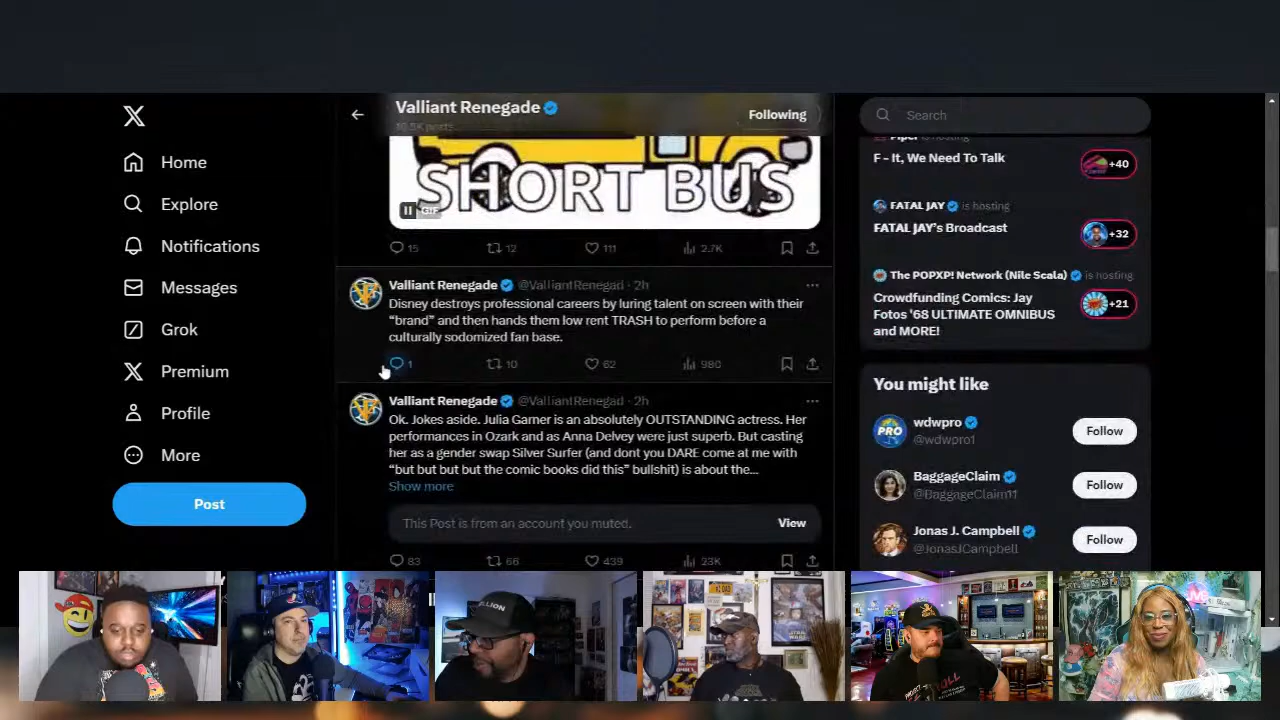 Valliant Renegade
Following
Search
Home
Explore
Notifications
Messages
Grok
Premium
Profile
More
Post
SHORT BUS
GIF
15 12 111 2.7K
Valliant Renegade @ValliantRenegad · 2h
Disney destroys professional careers by luring talent on screen with their
“brand” and then hands them low rent TRASH to perform before a
culturally sodomized fan base.
1 10 62 980
Valliant Renegade @ValliantRenegad · 2h
Ok. Jokes aside. Julia Garner is an absolutely OUTSTANDING actress. Her
performances in Ozark and as Anna Delvey were just superb. But casting
her as a gender swap Silver Surfer (and dont you DARE come at me with
“but but but but the comic books did this” bullshit) is about the...
Show more
This Post is from an account you muted.
View
83 66 439 23K
Piper is hosting
F - It, We Need To Talk
+40
FATAL JAY is hosting
FATAL JAY's Broadcast
+32
The POPXP! Network (Nile Scala) is hosting
Crowdfunding Comics: Jay
Fotos '68 ULTIMATE OMNIBUS
and MORE!
+21
You might like
PRO
wdwpro
@wdwpro1
Follow
BaggageClaim
@BaggageClaim11
Follow
Jonas J. Campbell
@JonasJCampbell
Follow